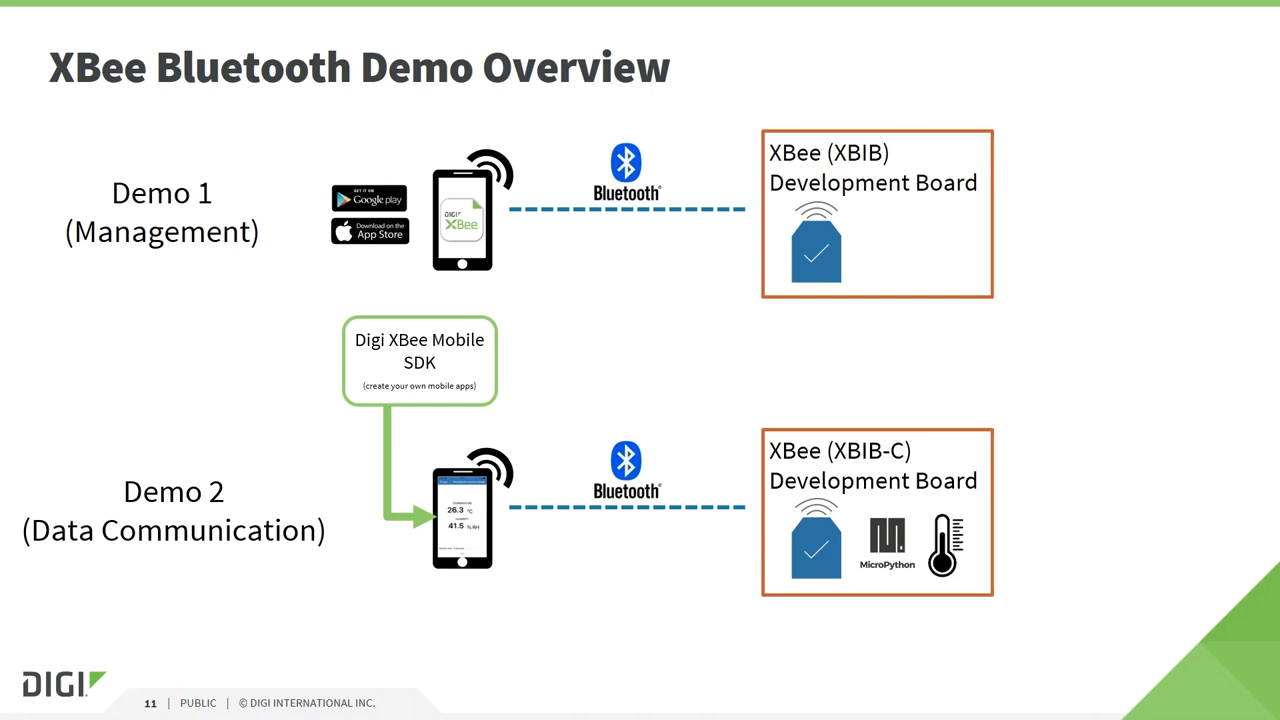 XBee Bluetooth Demo Overview
Demo 1
(Management)
GET IT ON
Google play
Download on the
App Store
DIGI
XBee
Bluetooth®
XBee (XBIB)
Development Board
Digi XBee Mobile
SDK
(create your own mobile apps)
Demo 2
(Data Communication)
TEMPERATURE
26.3 °C
HUMIDITY
41.5 % RH
Bluetooth®
XBee (XBIB-C)
Development Board
MicroPython
DIGI
11 | PUBLIC | © DIGI INTERNATIONAL INC.